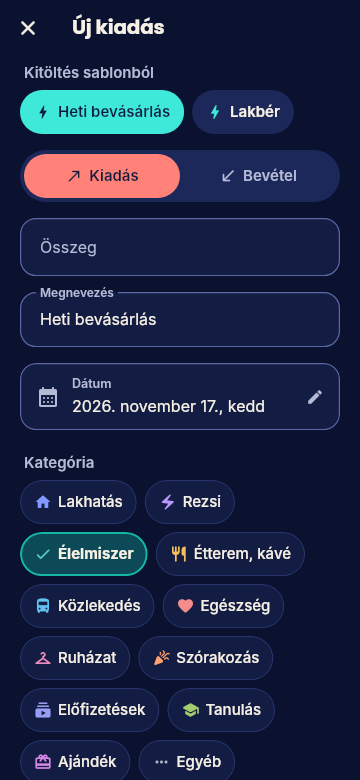 Új kiadás
Kitöltés sablonból
Heti bevásárlás
Lakbér
Kiadás
Bevétel
Összeg
Megnevezés
Heti bevásárlás
Dátum
2026. november 17., kedd
Kategória
Lakhatás
Rezsi
Élelmiszer
Étterem, kávé
Közlekedés
Egészség
Ruházat
Szórakozás
Előfizetések
Tanulás
Ajándék
Egyéb